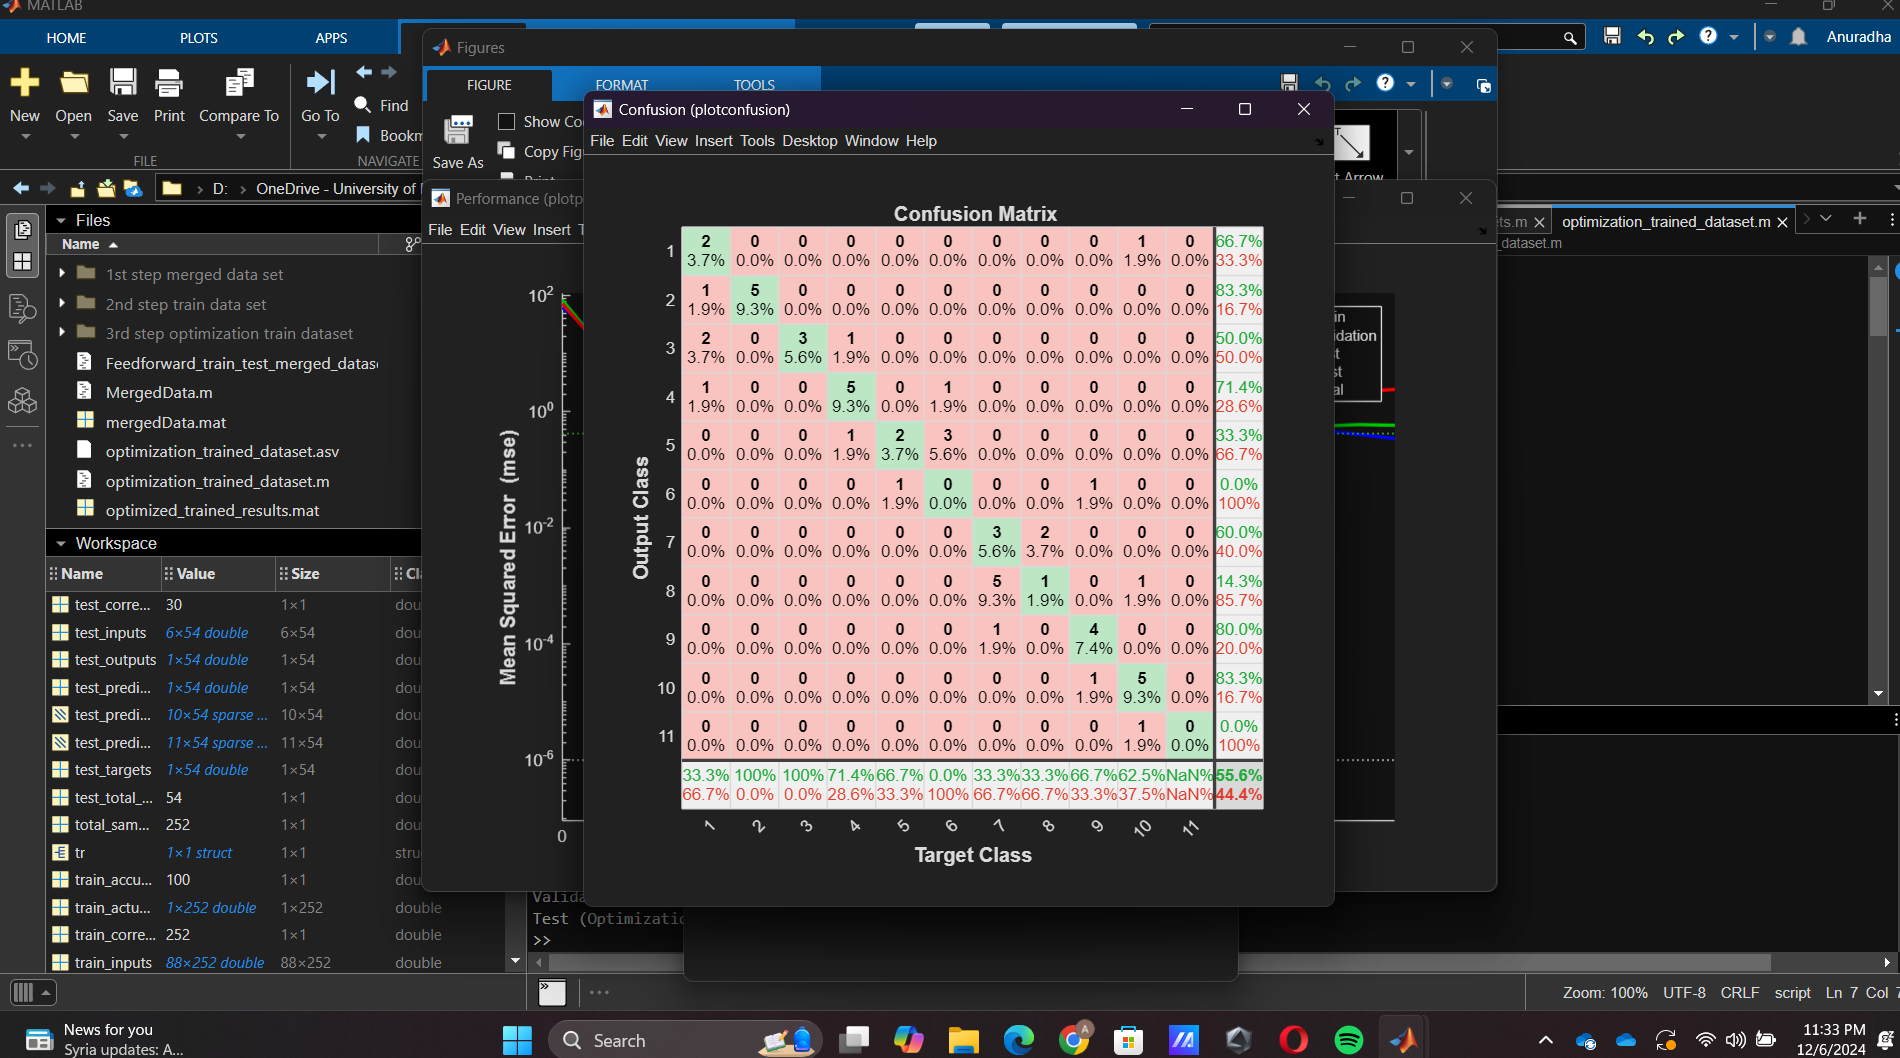 MATLAB
HOME PLOTS APPS
Anuradha
New Open Save Print Compare To Go To Find
FILE NAVIGATE
D: OneDrive - University of
Files
Name
1st step merged data set
2nd step train data set
3rd step optimization train dataset
Feedforward_train_test_merged_datas
MergedData.m
mergedData.mat
optimization_trained_dataset.asv
optimization_trained_dataset.m
optimized_trained_results.mat
Workspace
Name Value Size
test_corre... 30 1×1 dou
test_inputs 6×54 double 6×54 dou
test_outputs 1×54 double 1×54 dou
test_predi... 1×54 double 1×54 dou
test_predi... 10×54 sparse ... 10×54 dou
test_predi... 11×54 sparse ... 11×54 dou
test_targets 1×54 double 1×54 dou
test_total_... 54 1×1 dou
total_sam... 252 1×1 dou
tr 1×1 struct 1×1 stru
train_accu... 100 1×1 dou
train_actu... 1×252 double 1×252 double
train_corre... 252 1×1 double
train_inputs 88×252 double 88×252 double
Figures
FIGURE FORMAT TOOLS
Save As
Show Co
Copy Fig
Performance (plotp
File Edit View Insert T
Mean Squared Error (mse)
10^2
10^0
10^-2
10^-4
10^-6
0
Confusion (plotconfusion)
File Edit View Insert Tools Desktop Window Help
Confusion Matrix
Output Class
1 2 0 0 0 0 0 0 0 0 1 0 66.7%
3.7% 0.0% 0.0% 0.0% 0.0% 0.0% 0.0% 0.0% 0.0% 1.9% 0.0% 33.3%
2 1 5 0 0 0 0 0 0 0 0 0 83.3%
1.9% 9.3% 0.0% 0.0% 0.0% 0.0% 0.0% 0.0% 0.0% 0.0% 0.0% 16.7%
3 2 0 3 1 0 0 0 0 0 0 0 50.0%
3.7% 0.0% 5.6% 1.9% 0.0% 0.0% 0.0% 0.0% 0.0% 0.0% 0.0% 50.0%
4 1 0 0 5 0 1 0 0 0 0 0 71.4%
1.9% 0.0% 0.0% 9.3% 0.0% 1.9% 0.0% 0.0% 0.0% 0.0% 0.0% 28.6%
5 0 0 0 1 2 3 0 0 0 0 0 33.3%
0.0% 0.0% 0.0% 1.9% 3.7% 5.6% 0.0% 0.0% 0.0% 0.0% 0.0% 66.7%
6 0 0 0 0 1 0 0 0 1 0 0 0.0%
0.0% 0.0% 0.0% 0.0% 1.9% 0.0% 0.0% 0.0% 1.9% 0.0% 0.0% 100%
7 0 0 0 0 0 0 3 2 0 0 0 60.0%
0.0% 0.0% 0.0% 0.0% 0.0% 0.0% 5.6% 3.7% 0.0% 0.0% 0.0% 40.0%
8 0 0 0 0 0 0 5 1 0 1 0 14.3%
0.0% 0.0% 0.0% 0.0% 0.0% 0.0% 9.3% 1.9% 0.0% 1.9% 0.0% 85.7%
9 0 0 0 0 0 0 1 0 4 0 0 80.0%
0.0% 0.0% 0.0% 0.0% 0.0% 0.0% 1.9% 0.0% 7.4% 0.0% 0.0% 20.0%
10 0 0 0 0 0 0 0 0 1 5 0 83.3%
0.0% 0.0% 0.0% 0.0% 0.0% 0.0% 0.0% 0.0% 1.9% 9.3% 0.0% 16.7%
11 0 0 0 0 0 0 0 0 0 1 0 0.0%
0.0% 0.0% 0.0% 0.0% 0.0% 0.0% 0.0% 0.0% 0.0% 1.9% 0.0% 100%
33.3% 100% 100% 71.4% 66.7% 0.0% 33.3% 33.3% 66.7% 62.5% NaN% 55.6%
66.7% 0.0% 0.0% 28.6% 33.3% 100% 66.7% 66.7% 33.3% 37.5% NaN% 44.4%
1 2 3 4 5 6 7 8 9 10 11
Target Class
t Arrow
idation
ts.m optimization_trained_dataset.m
_dataset.m
Valida
Test (Optimizatio
>>
Zoom: 100% UTF-8 CRLF script Ln 7 Col 7
News for you
Syria updates: A...
Search
11:33 PM
12/6/2024